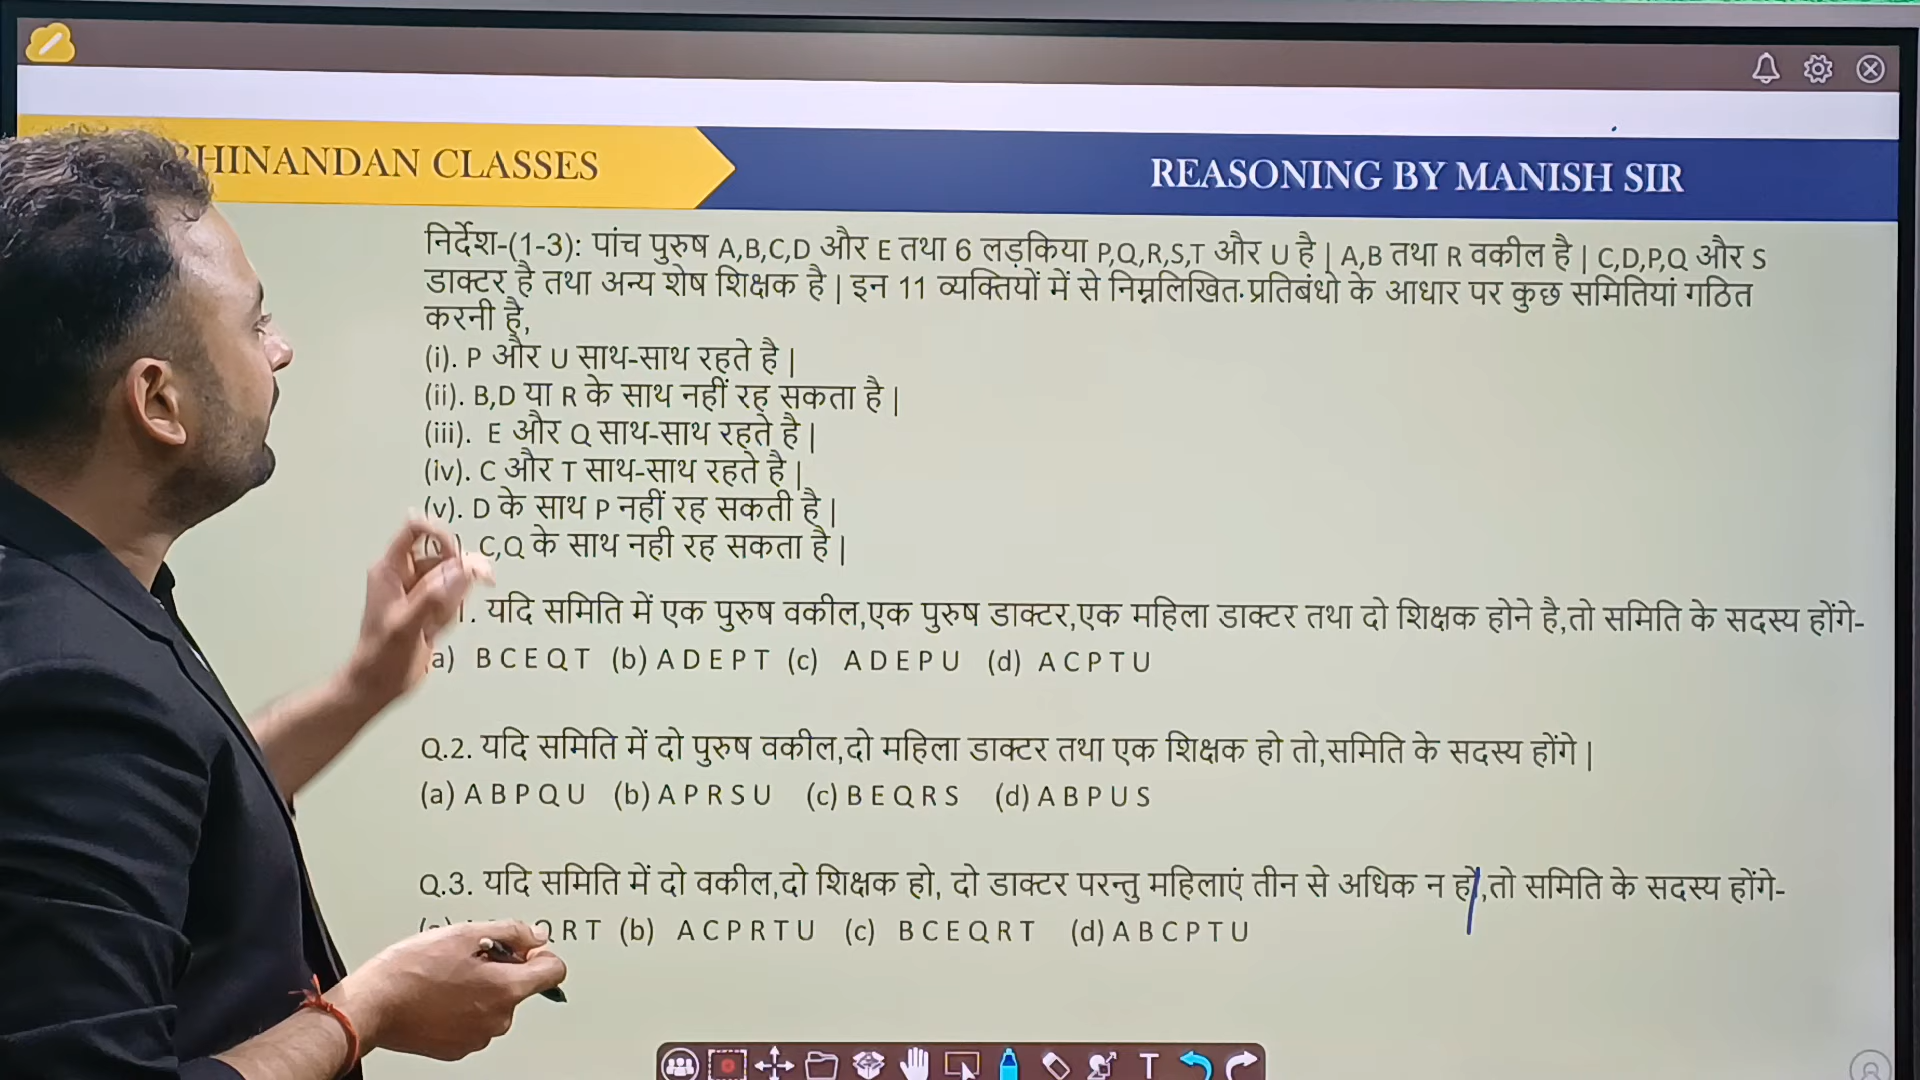 HINANDAN CLASSES
REASONING BY MANISH SIR
निर्देश-(1-3): पांच पुरुष A,B,C,D और E तथा 6 लड़किया P,Q,R,S,T और U है | A,B तथा R वकील है | C,D,P,Q और S
डाक्टर है तथा अन्य शेष शिक्षक है | इन 11 व्यक्तियों में से निम्नलिखित प्रतिबंधो के आधार पर कुछ समितियां गठित
करनी है,
(i). P और U साथ-साथ रहते है |
(ii). B,D या R के साथ नहीं रह सकता है |
(iii). E और Q साथ-साथ रहते है |
(iv). C और T साथ-साथ रहते है |
(v). D के साथ P नहीं रह सकती है |
C,Q के साथ नही रह सकता है |
1. यदि समिति में एक पुरुष वकील,एक पुरुष डाक्टर,एक महिला डाक्टर तथा दो शिक्षक होने है,तो समिति के सदस्य होंगे-
a) B C E Q T (b) A D E P T (c) A D E P U (d) A C P T U
Q.2. यदि समिति में दो पुरुष वकील,दो महिला डाक्टर तथा एक शिक्षक हो तो,समिति के सदस्य होंगे |
(a) A B P Q U (b) A P R S U (c) B E Q R S (d) A B P U S
Q.3. यदि समिति में दो वकील,दो शिक्षक हो, दो डाक्टर परन्तु महिलाएं तीन से अधिक न हो,तो समिति के सदस्य होंगे-
Q R T (b) A C P R T U (c) B C E Q R T (d) A B C P T U
T